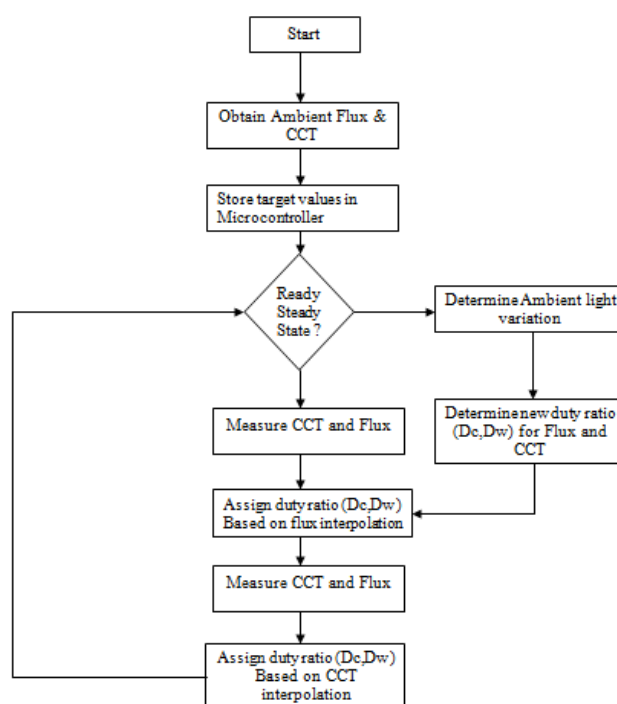 Start
Obtain Ambient Flux &
CCT
Store target values in
Microcontroller
Ready
Steady
State ?
Determine Ambient light
variation
Measure CCT and Flux
Determine new duty ratio
(Dc,Dw) for Flux and
CCT
Assign duty ratio (Dc,Dw)
Based on flux interpolation
Measure CCT and Flux
Assign duty ratio (Dc,Dw)
Based on CCT
interpolation